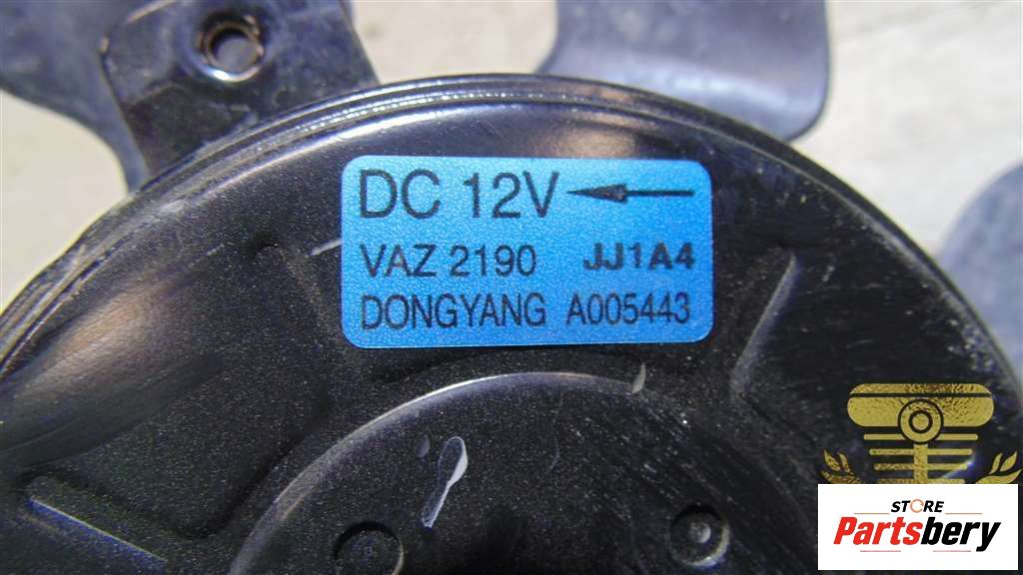 DC 12V
VAZ 2190 JJ1A4
DONGYANG A005443
STORE
Partsbery